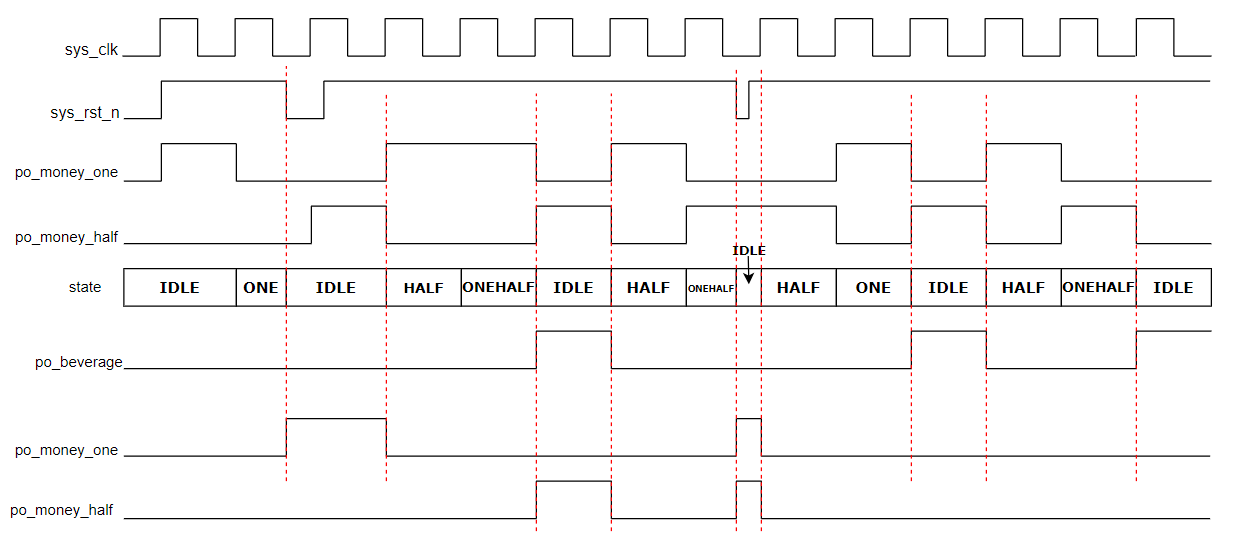 sys_clk
sys_rst_n
po_money_one
po_money_half
IDLE
state IDLE ONE IDLE HALF ONEHALF IDLE HALF ONEHALF HALF ONE IDLE HALF ONEHALF IDLE
po_beverage
po_money_one
po_money_half